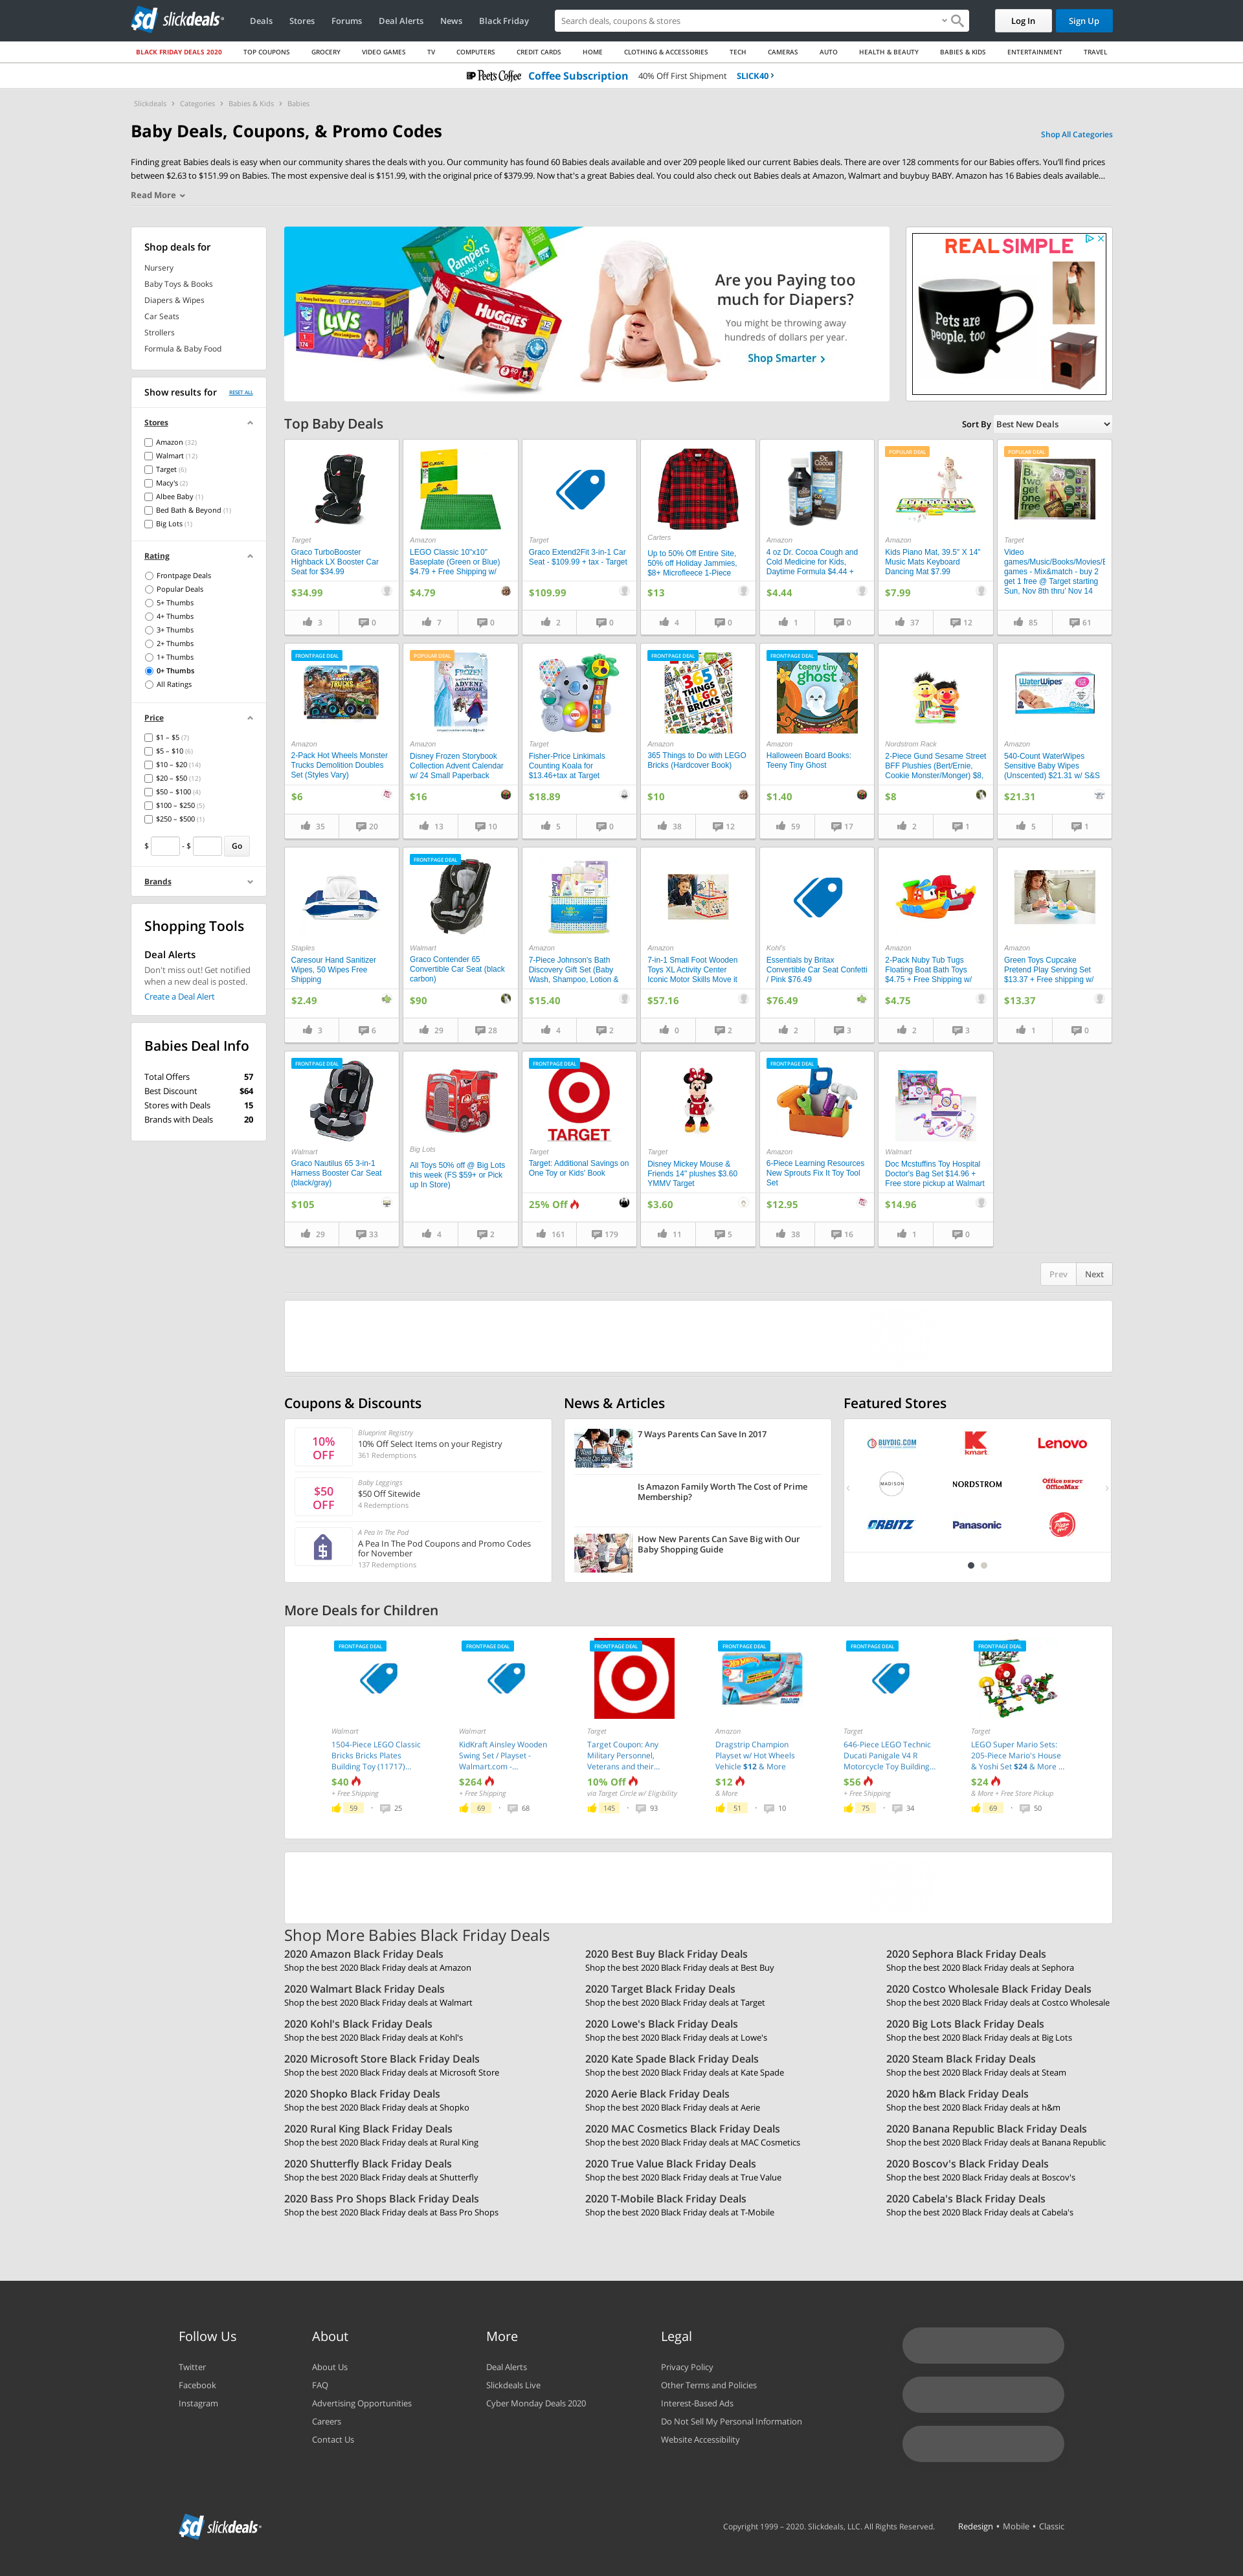 slickdeals
Deals
Stores
Forums
Deal Alerts
News
Black Friday
Search deals, coupons & stores
Log In
Sign Up
BLACK FRIDAY DEALS 2020
TOP COUPONS
GROCERY
VIDEO GAMES
TV
COMPUTERS
CREDIT CARDS
HOME
CLOTHING & ACCESSORIES
TECH
CAMERAS
AUTO
HEALTH & BEAUTY
BABIES & KIDS
ENTERTAINMENT
TRAVEL
Peet's Coffee Coffee Subscription 40% Off First Shipment SLICK40
Slickdeals › Categories › Babies & Kids › Babies
Baby Deals, Coupons, & Promo Codes
Shop All Categories
Finding great Babies deals is easy when our community shares the deals with you. Our community has found 60 Babies deals available and over 209 people liked our current Babies deals. There are over 128 comments for our Babies offers. You'll find prices
between $2.63 to $151.99 on Babies. The most expensive deal is $151.99, with the original price of $379.99. Now that's a great Babies deal. You could also check out Babies deals at Amazon, Walmart and buybuy BABY. Amazon has 16 Babies deals available...
Read More
Shop deals for
Nursery
Baby Toys & Books
Diapers & Wipes
Car Seats
Strollers
Formula & Baby Food
Show results for
RESET ALL
Stores
Amazon (32)
Walmart (12)
Target (6)
Macy's (2)
Albee Baby (1)
Bed Bath & Beyond (1)
Big Lots (1)
Rating
Frontpage Deals
Popular Deals
5+ Thumbs
4+ Thumbs
3+ Thumbs
2+ Thumbs
1+ Thumbs
0+ Thumbs
All Ratings
Price
$1 – $5 (7)
$5 – $10 (6)
$10 – $20 (14)
$20 – $50 (12)
$50 – $100 (4)
$100 – $250 (5)
$250 – $500 (1)
$ - $ Go
Brands
Shopping Tools
Deal Alerts
Don't miss out! Get notified
when a new deal is posted.
Create a Deal Alert
Babies Deal Info
Total Offers 57
Best Discount $64
Stores with Deals 15
Brands with Deals 20
Luvs
Pampers
baby dry
HUGGIES
Are you Paying too
much for Diapers?
You might be throwing away
hundreds of dollars per year.
Shop Smarter
REAL SIMPLE
Pets are
people, too
Top Baby Deals
Sort By Best New Deals
Target
Graco TurboBooster
Highback LX Booster Car
Seat for $34.99
$34.99
3 0
Amazon
LEGO Classic 10"x10"
Baseplate (Green or Blue)
$4.79 + Free Shipping w/
$4.79
7 0
Target
Graco Extend2Fit 3-in-1 Car
Seat - $109.99 + tax - Target
$109.99
2 0
Carters
Up to 50% Off Entire Site,
50% off Holiday Jammies,
$8+ Microfleece 1-Piece
$13
4 0
Dr. Cocoa
Amazon
4 oz Dr. Cocoa Cough and
Cold Medicine for Kids,
Daytime Formula $4.44 +
$4.44
1 0
POPULAR DEAL
Amazon
Kids Piano Mat, 39.5" X 14"
Music Mats Keyboard
Dancing Mat $7.99
$7.99
37 12
POPULAR DEAL
Target
Video
games/Music/Books/Movies/E
games - Mix&match - buy 2
get 1 free @ Target starting
Sun, Nov 8th thru' Nov 14
85 61
FRONTPAGE DEAL
Amazon
2-Pack Hot Wheels Monster
Trucks Demolition Doubles
Set (Styles Vary)
$6
35 20
POPULAR DEAL
FROZEN
ADVENT
CALENDAR
Amazon
Disney Frozen Storybook
Collection Advent Calendar
w/ 24 Small Paperback
$16
13 10
Target
Fisher-Price Linkimals
Counting Koala for
$13.46+tax at Target
$18.89
5 0
FRONTPAGE DEAL
365
THINGS
BRICKS
Amazon
365 Things to Do with LEGO
Bricks (Hardcover Book)
$10
38 12
FRONTPAGE DEAL
teeny tiny
ghost
Amazon
Halloween Board Books:
Teeny Tiny Ghost
$1.40
59 17
Nordstrom Rack
2-Piece Gund Sesame Street
BFF Plushies (Bert/Ernie,
Cookie Monster/Monger) $8,
$8
2 1
WaterWipes
Amazon
540-Count WaterWipes
Sensitive Baby Wipes
(Unscented) $21.31 w/ S&S
$21.31
5 1
Staples
Caresour Hand Sanitizer
Wipes, 50 Wipes Free
Shipping
$2.49
3 6
FRONTPAGE DEAL
Walmart
Graco Contender 65
Convertible Car Seat (black
carbon)
$90
29 28
Amazon
7-Piece Johnson's Bath
Discovery Gift Set (Baby
Wash, Shampoo, Lotion &
$15.40
4 2
Amazon
7-in-1 Small Foot Wooden
Toys XL Activity Center
Iconic Motor Skills Move it
$57.16
0 2
Kohl's
Essentials by Britax
Convertible Car Seat Confetti
/ Pink $76.49
$76.49
2 3
Amazon
2-Pack Nuby Tub Tugs
Floating Boat Bath Toys
$4.75 + Free Shipping w/
$4.75
2 3
Amazon
Green Toys Cupcake
Pretend Play Serving Set
$13.37 + Free shipping w/
$13.37
1 0
FRONTPAGE DEAL
Walmart
Graco Nautilus 65 3-in-1
Harness Booster Car Seat
(black/gray)
$105
29 33
Big Lots
All Toys 50% off @ Big Lots
this week (FS $59+ or Pick
up In Store)
4 2
FRONTPAGE DEAL
TARGET
Target
Target: Additional Savings on
One Toy or Kids' Book
25% Off
161 179
Target
Disney Mickey Mouse &
Friends 14" plushes $3.60
YMMV Target
$3.60
11 5
FRONTPAGE DEAL
Amazon
6-Piece Learning Resources
New Sprouts Fix It Toy Tool
Set
$12.95
38 16
Walmart
Doc Mcstuffins Toy Hospital
Doctor's Bag Set $14.96 +
Free store pickup at Walmart
$14.96
1 0
Prev Next
Coupons & Discounts
10%
OFF
Blueprint Registry
10% Off Select Items on your Registry
361 Redemptions
$50
OFF
Baby Leggings
$50 Off Sitewide
4 Redemptions
A Pea In The Pod
A Pea In The Pod Coupons and Promo Codes
for November
137 Redemptions
News & Articles
7 Ways Parents Can Save In 2017
Is Amazon Family Worth The Cost of Prime
Membership?
How New Parents Can Save Big with Our
Baby Shopping Guide
Featured Stores
BUYDIG.COM
kmart
Lenovo
MADISON
NORDSTROM
Office DEPOT
OfficeMax
ORBITZ
Panasonic
Pizza Hut
More Deals for Children
FRONTPAGE DEAL
Walmart
1504-Piece LEGO Classic
Bricks Bricks Plates
Building Toy (11717)...
$40
+ Free Shipping
59 · 25
FRONTPAGE DEAL
Walmart
KidKraft Ainsley Wooden
Swing Set / Playset -
Walmart.com -...
$264
+ Free Shipping
69 · 68
FRONTPAGE DEAL
Target
Target Coupon: Any
Military Personnel,
Veterans and their...
10% Off
via Target Circle w/ Eligibility
145 · 93
FRONTPAGE DEAL
Amazon
Dragstrip Champion
Playset w/ Hot Wheels
Vehicle $12 & More
$12
& More
51 · 10
FRONTPAGE DEAL
Target
646-Piece LEGO Technic
Ducati Panigale V4 R
Motorcycle Toy Building...
$56
+ Free Shipping
75 · 34
FRONTPAGE DEAL
Target
LEGO Super Mario Sets:
205-Piece Mario's House
& Yoshi Set $24 & More ...
$24
& More + Free Store Pickup
69 · 50
Shop More Babies Black Friday Deals
2020 Amazon Black Friday Deals
Shop the best 2020 Black Friday deals at Amazon
2020 Best Buy Black Friday Deals
Shop the best 2020 Black Friday deals at Best Buy
2020 Sephora Black Friday Deals
Shop the best 2020 Black Friday deals at Sephora
2020 Walmart Black Friday Deals
Shop the best 2020 Black Friday deals at Walmart
2020 Target Black Friday Deals
Shop the best 2020 Black Friday deals at Target
2020 Costco Wholesale Black Friday Deals
Shop the best 2020 Black Friday deals at Costco Wholesale
2020 Kohl's Black Friday Deals
Shop the best 2020 Black Friday deals at Kohl's
2020 Lowe's Black Friday Deals
Shop the best 2020 Black Friday deals at Lowe's
2020 Big Lots Black Friday Deals
Shop the best 2020 Black Friday deals at Big Lots
2020 Microsoft Store Black Friday Deals
Shop the best 2020 Black Friday deals at Microsoft Store
2020 Kate Spade Black Friday Deals
Shop the best 2020 Black Friday deals at Kate Spade
2020 Steam Black Friday Deals
Shop the best 2020 Black Friday deals at Steam
2020 Shopko Black Friday Deals
Shop the best 2020 Black Friday deals at Shopko
2020 Aerie Black Friday Deals
Shop the best 2020 Black Friday deals at Aerie
2020 h&m Black Friday Deals
Shop the best 2020 Black Friday deals at h&m
2020 Rural King Black Friday Deals
Shop the best 2020 Black Friday deals at Rural King
2020 MAC Cosmetics Black Friday Deals
Shop the best 2020 Black Friday deals at MAC Cosmetics
2020 Banana Republic Black Friday Deals
Shop the best 2020 Black Friday deals at Banana Republic
2020 Shutterfly Black Friday Deals
Shop the best 2020 Black Friday deals at Shutterfly
2020 True Value Black Friday Deals
Shop the best 2020 Black Friday deals at True Value
2020 Boscov's Black Friday Deals
Shop the best 2020 Black Friday deals at Boscov's
2020 Bass Pro Shops Black Friday Deals
Shop the best 2020 Black Friday deals at Bass Pro Shops
2020 T-Mobile Black Friday Deals
Shop the best 2020 Black Friday deals at T-Mobile
2020 Cabela's Black Friday Deals
Shop the best 2020 Black Friday deals at Cabela's
Follow Us
Twitter
Facebook
Instagram
About
About Us
FAQ
Advertising Opportunities
Careers
Contact Us
More
Deal Alerts
Slickdeals Live
Cyber Monday Deals 2020
Legal
Privacy Policy
Other Terms and Policies
Interest-Based Ads
Do Not Sell My Personal Information
Website Accessibility
slickdeals
Copyright 1999 – 2020. Slickdeals, LLC. All Rights Reserved.
Redesign • Mobile • Classic